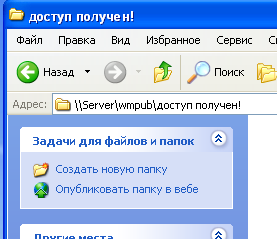 доступ получен!
Файл Правка Вид Избранное Сервис
Назад Поиск
Адрес: \\Server\wmpub\доступ получен!
Задачи для файлов и папок
Создать новую папку
Опубликовать папку в вебе
Другие места